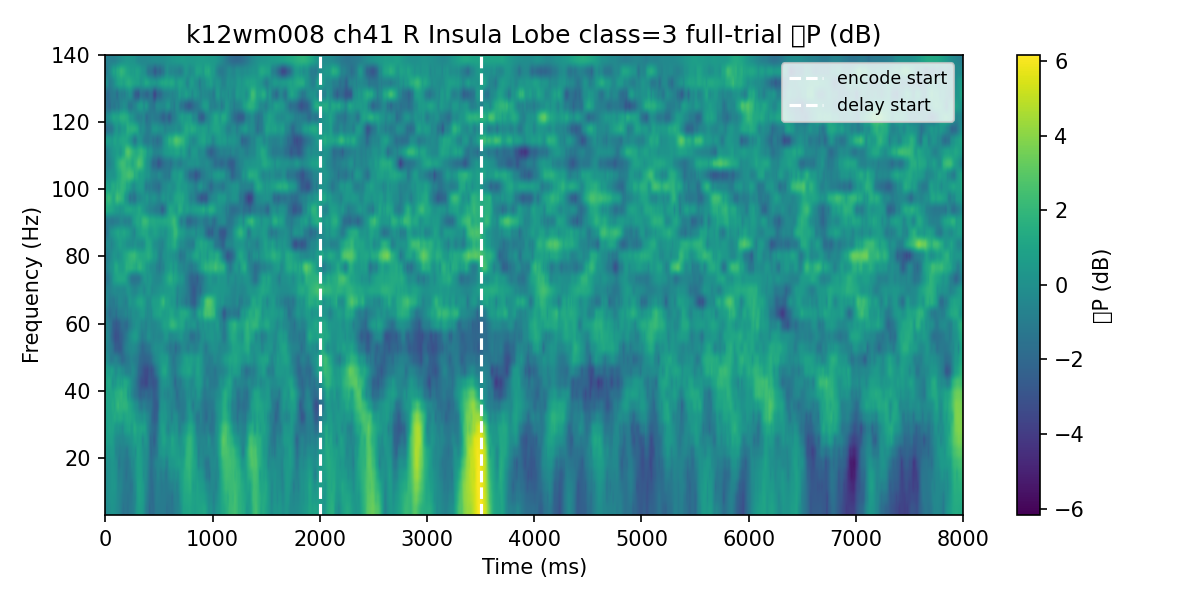 k12wm008 ch41 R Insula Lobe class=3 full-trial ▯P (dB)
encode start
delay start
140
120
100
80
60
40
20
Frequency (Hz)
0 1000 2000 3000 4000 5000 6000 7000 8000
Time (ms)
6
4
2
0
−2
−4
−6
▯P (dB)